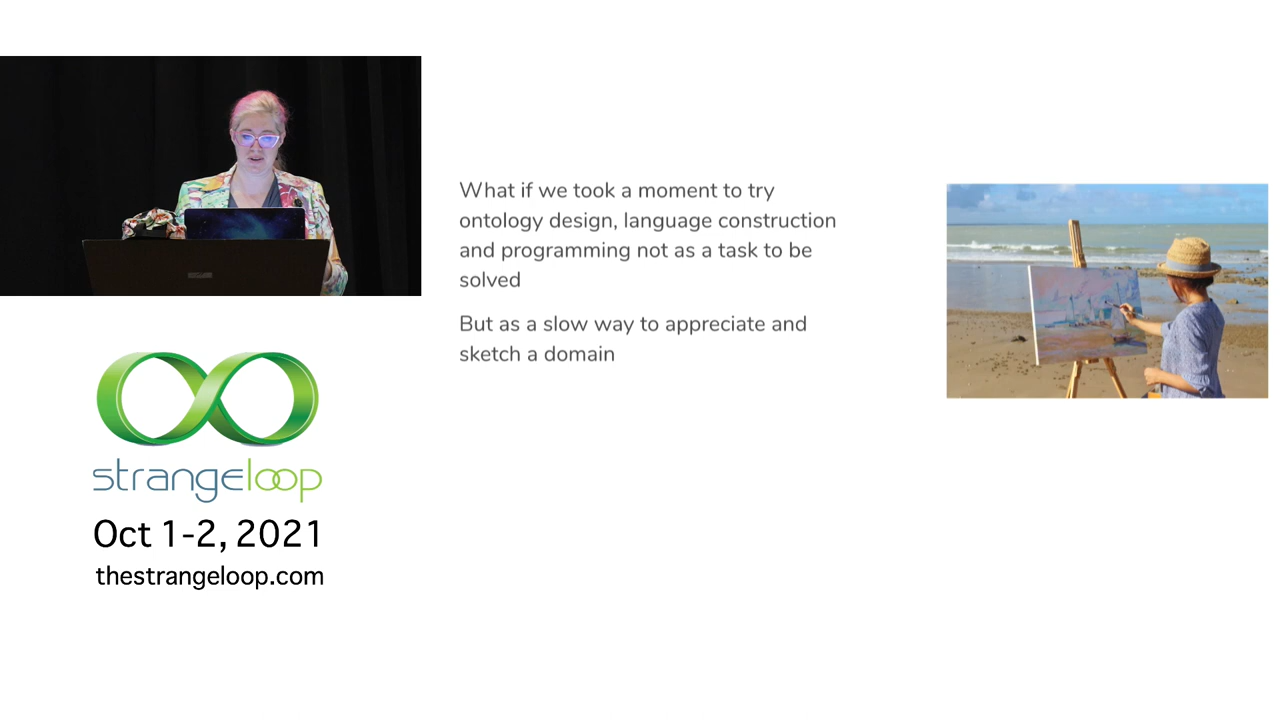 What if we took a moment to try
ontology design, language construction
and programming not as a task to be
solved
But as a slow way to appreciate and
sketch a domain
strangeloop
Oct 1-2, 2021
thestrangeloop.com